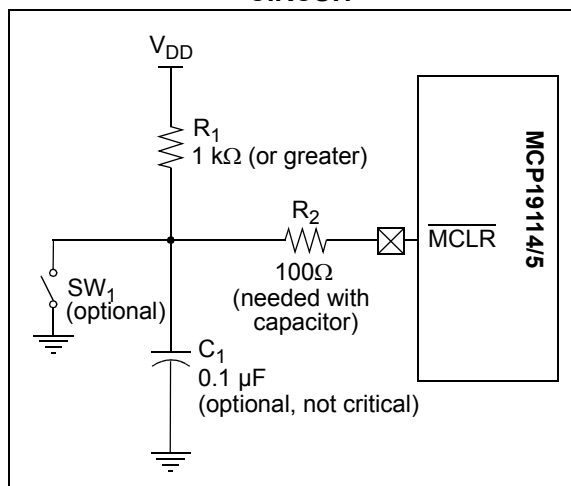 V_DD
R_1
1 kΩ (or greater)
R_2
100Ω
(needed with
capacitor)
MCLR
MCP19114/5
SW_1
(optional)
C_1
0.1 µF
(optional, not critical)